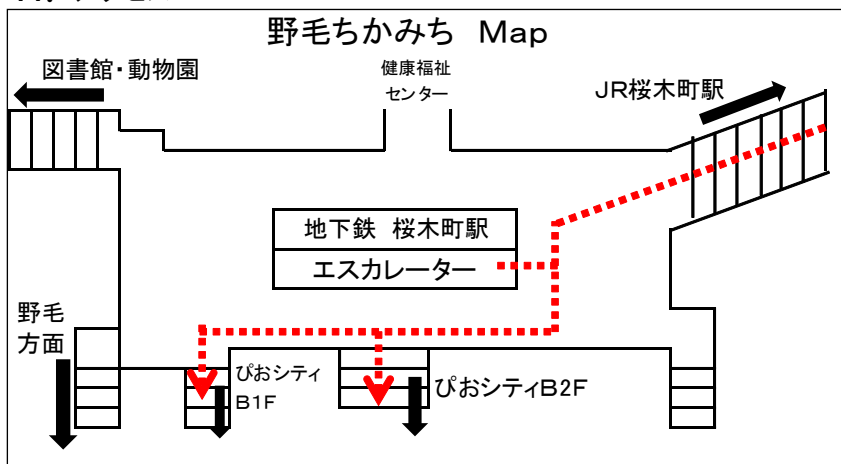 野毛ちかみち Map
図書館・動物園
健康福祉
センター
JR桜木町駅
地下鉄 桜木町駅
エスカレーター
野毛
方面
ぴおシティ
B1F
ぴおシティB2F